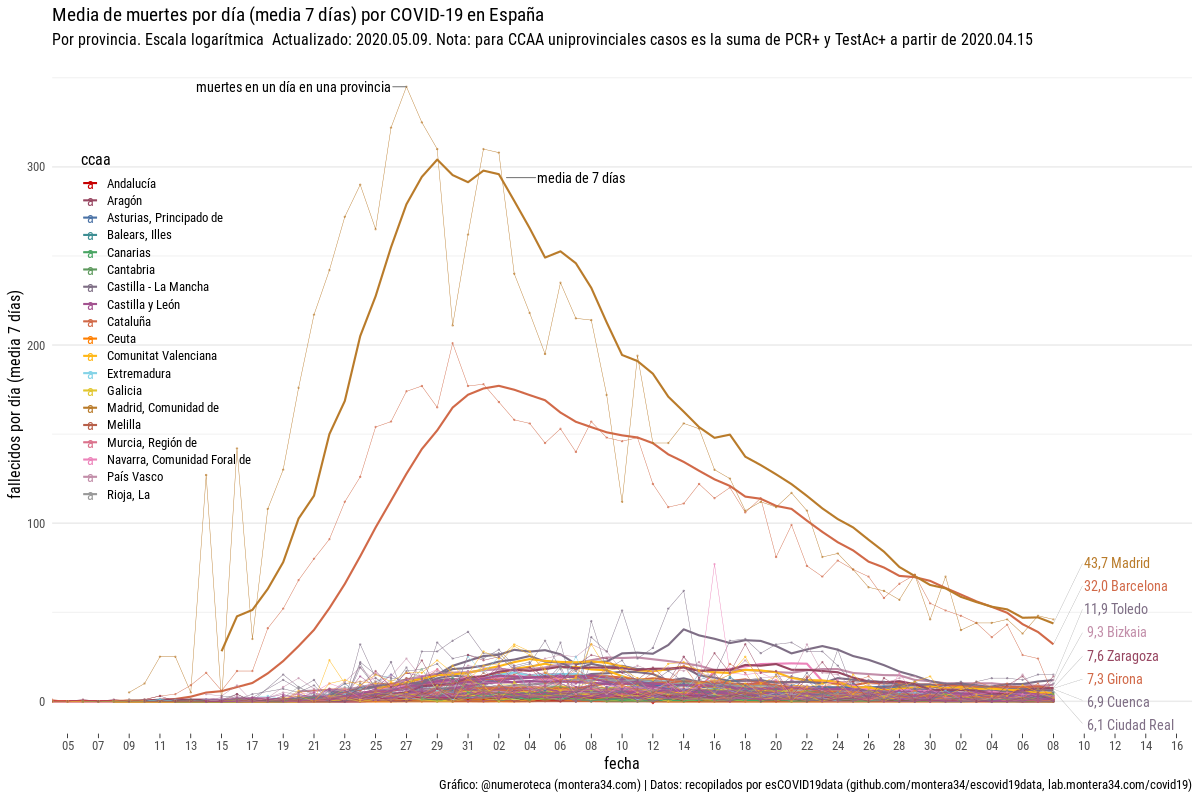 Media de muertes por día (media 7 días) por COVID-19 en España
Por provincia. Escala logarítmica  Actualizado: 2020.05.09. Nota: para CCAA uniprovinciales casos es la suma de PCR+ y TestAc+ a partir de 2020.04.15
muertes en un día en una provincia
media de 7 días
ccaa
Andalucía
Aragón
Asturias, Principado de
Balears, Illes
Canarias
Cantabria
Castilla - La Mancha
Castilla y León
Cataluña
Ceuta
Comunitat Valenciana
Extremadura
Galicia
Madrid, Comunidad de
Melilla
Murcia, Región de
Navarra, Comunidad Foral de
País Vasco
Rioja, La
fallecidos por día (media 7 días)
300
200
100
0
43,7 Madrid
32,0 Barcelona
11,9 Toledo
9,3 Bizkaia
7,6 Zaragoza
7,3 Girona
6,9 Cuenca
6,1 Ciudad Real
05 07 09 11 13 15 17 19 21 23 25 27 29 31 02 04 06 08 10 12 14 16 18 20 22 24 26 28 30 02 04 06 08 10 12 14 16
fecha
Gráfico: @numeroteca (montera34.com) | Datos: recopilados por esCOVID19data (github.com/montera34/escovid19data, lab.montera34.com/covid19)